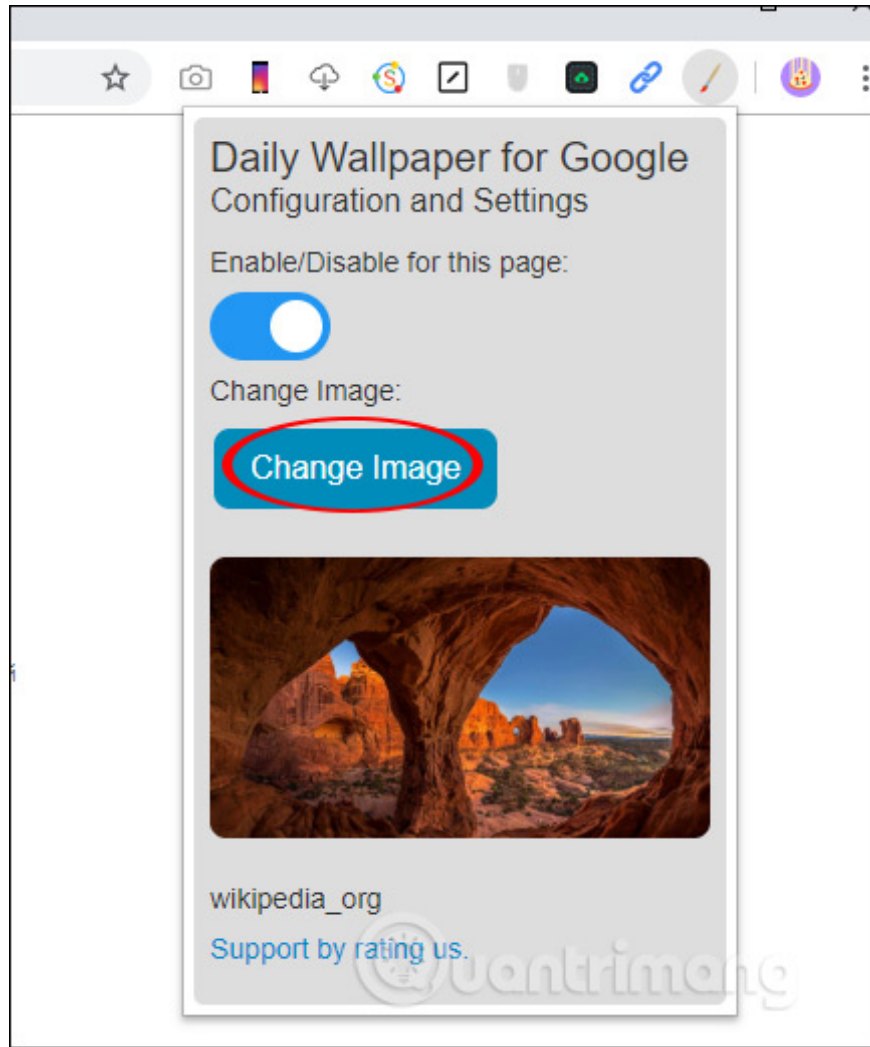 Daily Wallpaper for Google
Configuration and Settings
Enable/Disable for this page:
Change Image:
Change Image
wikipedia_org
Support by rating us.
Quantrimang